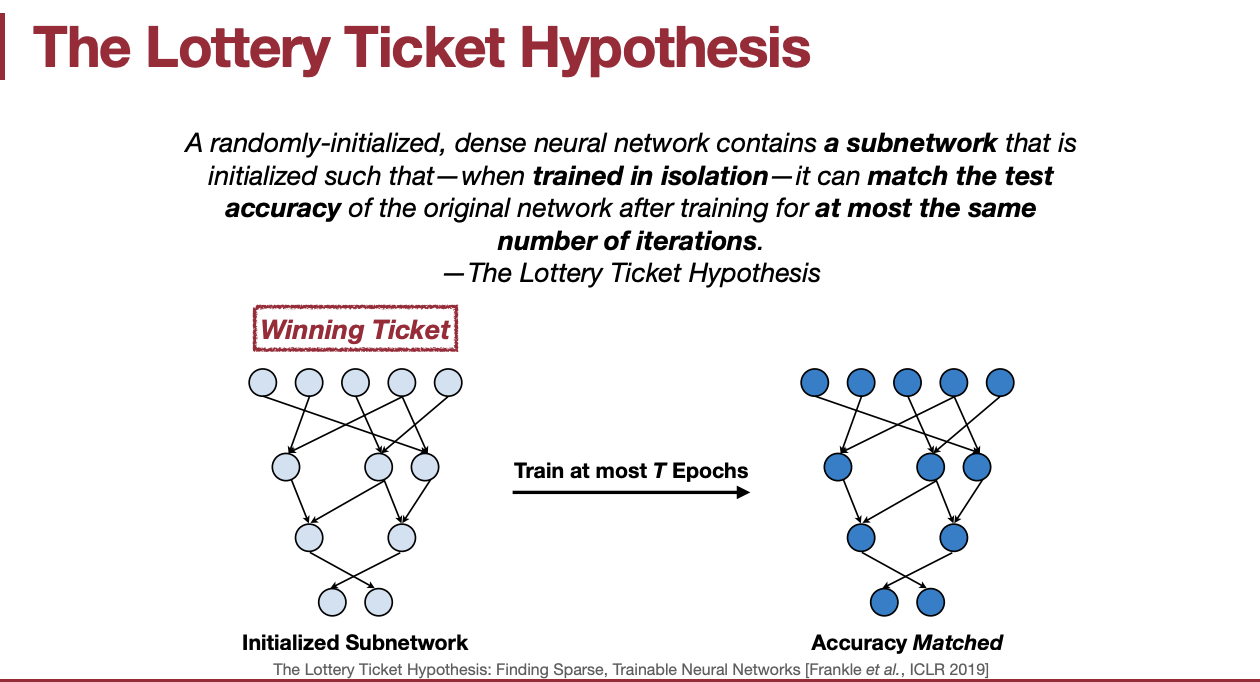 The Lottery Ticket Hypothesis
A randomly-initialized, dense neural network contains a subnetwork that is
initialized such that—when trained in isolation—it can match the test
accuracy of the original network after training for at most the same
number of iterations.
—The Lottery Ticket Hypothesis
Winning Ticket
Train at most T Epochs
Initialized Subnetwork
Accuracy Matched
The Lottery Ticket Hypothesis: Finding Sparse, Trainable Neural Networks [Frankle et al., ICLR 2019]